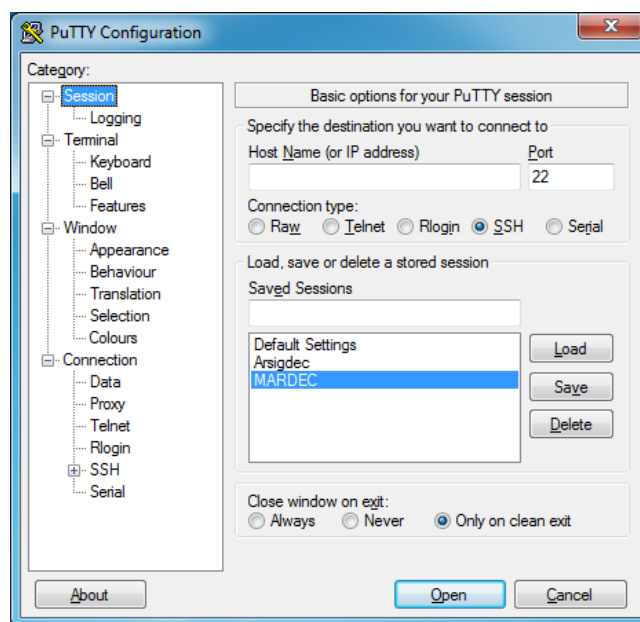 PuTTY Configuration
Category:
Session
Logging
Terminal
Keyboard
Bell
Features
Window
Appearance
Behaviour
Translation
Selection
Colours
Connection
Data
Proxy
Telnet
Rlogin
SSH
Serial
Basic options for your PuTTY session
Specify the destination you want to connect to
Host Name (or IP address) Port
22
Connection type:
Raw Telnet Rlogin SSH Serial
Load, save or delete a stored session
Saved Sessions
Default Settings
Arsigdec
MARDEC
Load
Save
Delete
Close window on exit:
Always Never Only on clean exit
About Open Cancel